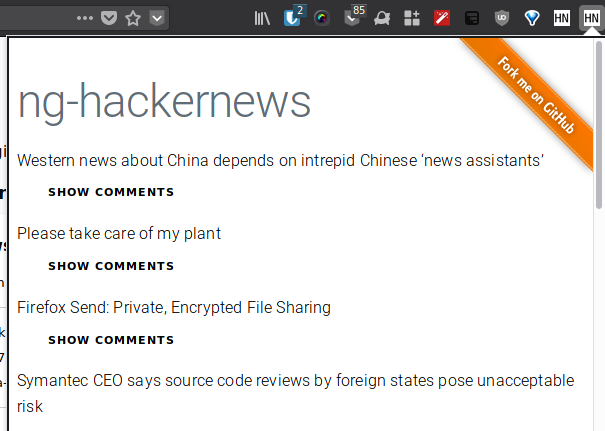 2
85
UD
HN
HN
Fork me on GitHub
ng-hackernews
Western news about China depends on intrepid Chinese ‘news assistants’
SHOW COMMENTS
Please take care of my plant
SHOW COMMENTS
Firefox Send: Private, Encrypted File Sharing
SHOW COMMENTS
Symantec CEO says source code reviews by foreign states pose unacceptable
risk